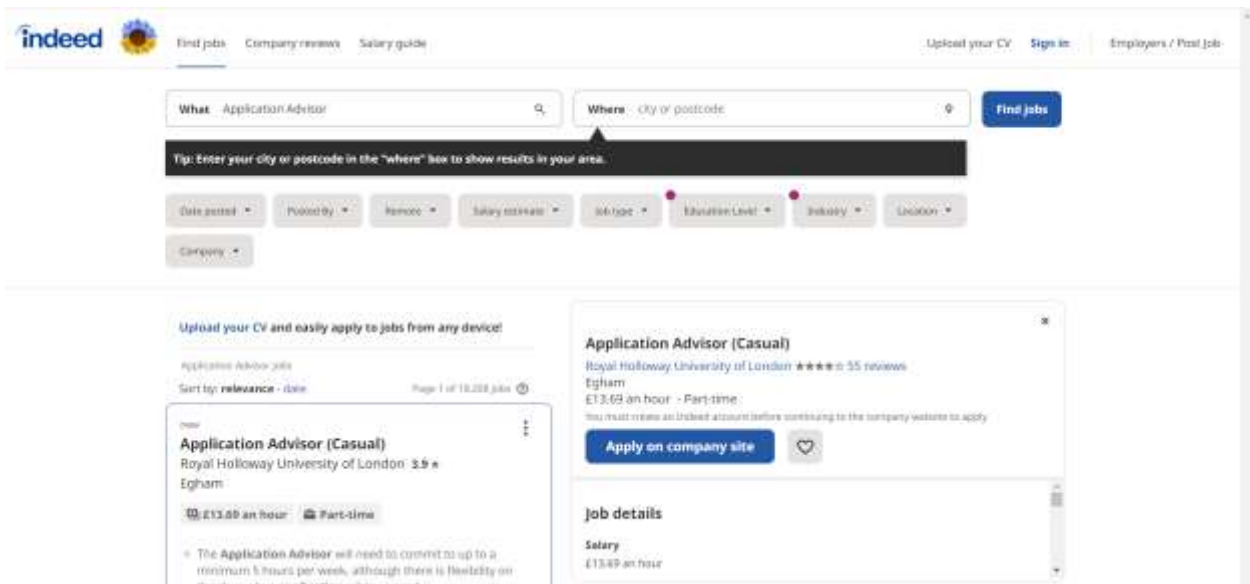 indeed
Find jobs Company reviews Salary guide
Upload your CV Sign in Employers / Post Job
What Application Advisor
Where city or postcode
Find jobs
Tip: Enter your city or postcode in the "where" box to show results in your area.
Date posted Posted By Remote Salary estimate Job type Education Level Industry Location
Company
Upload your CV and easily apply to jobs from any device!
Application Advisor jobs
Sort by: relevance - date
Page 1 of jobs
new
Application Advisor (Casual)
Royal Holloway University of London 3.9 ★
Egham
£13.69 an hour Part-time
The Application Advisor will need to commit to up to a
minimum 5 hours per week, although there is flexibility on
Application Advisor (Casual)
Royal Holloway University of London ★★★★☆ 55 reviews
Egham
£13.69 an hour - Part-time
You must create an Indeed account before continuing to the company website to apply
Apply on company site
Job details
Salary
£13.69 an hour